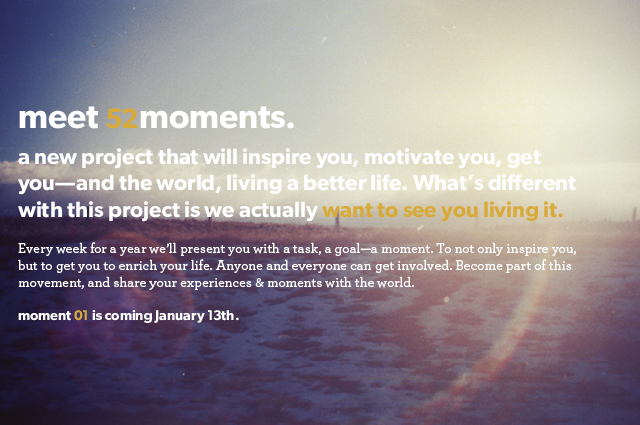 meet 52moments.
a new project that will inspire you, motivate you, get
you—and the world, living a better life. What's different
with this project is we actually want to see you living it.
Every week for a year we'll present you with a task, a goal—a moment. To not only inspire you,
but to get you to enrich your life. Anyone and everyone can get involved. Become part of this
movement, and share your experiences & moments with the world.
moment 01 is coming January 13th.